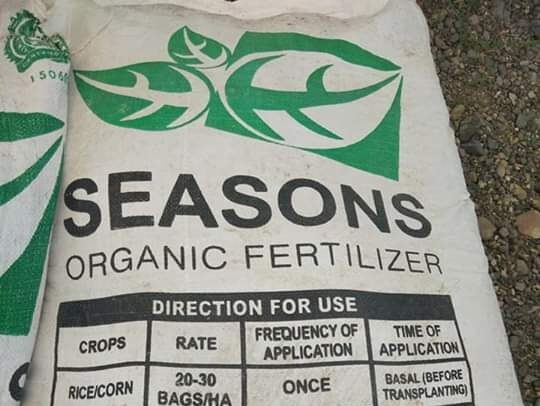 SEASONS
ORGANIC FERTILIZER
DIRECTION FOR USE
CROPS
RATE
FREQUENCY OF
APPLICATION
TIME OF
APPLICATION
RICE/CORN
20-30
BAGS/HA
ONCE
BASAL (BEFORE
TRANSPLANTING)